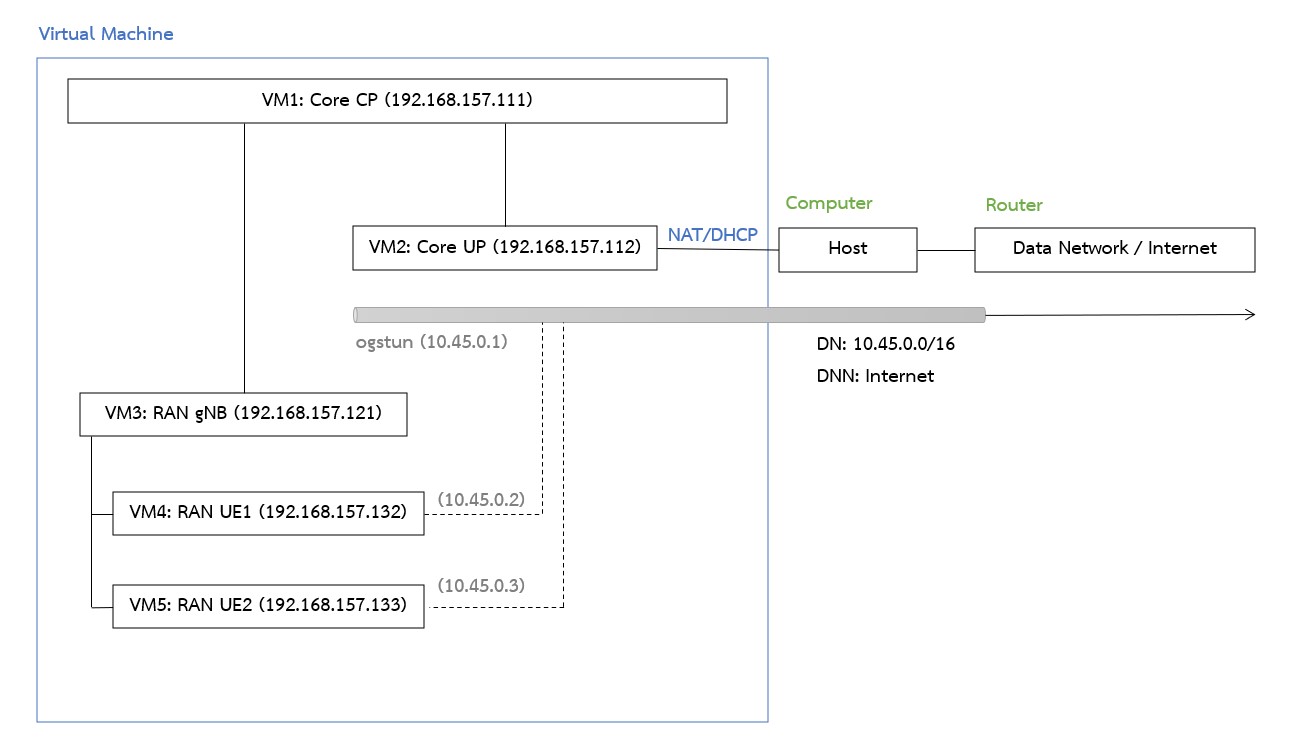 Virtual Machine
VM1: Core CP (192.168.157.111)
Computer
Router
VM2: Core UP (192.168.157.112)
NAT/DHCP
Host
Data Network / Internet
ogstun (10.45.0.1)
DN: 10.45.0.0/16
DNN: Internet
VM3: RAN gNB (192.168.157.121)
VM4: RAN UE1 (192.168.157.132)
(10.45.0.2)
VM5: RAN UE2 (192.168.157.133)
(10.45.0.3)